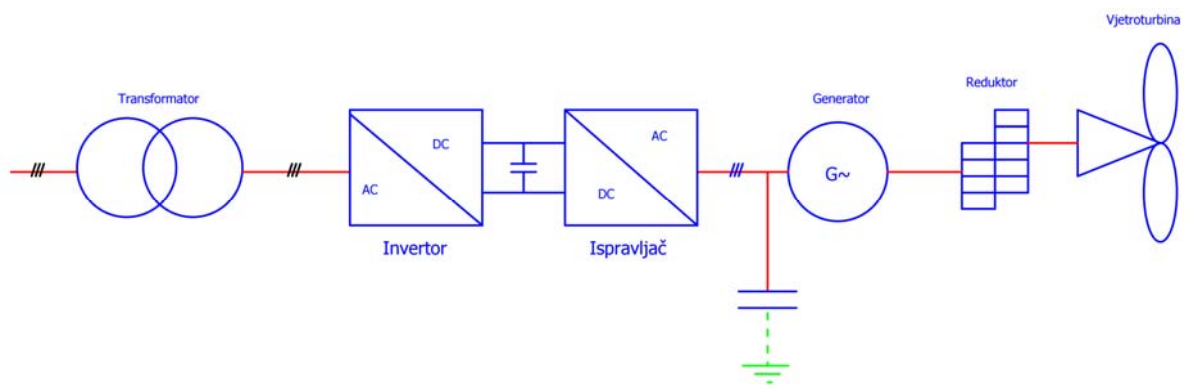 Vjetroturbina
Transformator
Generator
Reduktor
DC
AC
AC
DC
G~
Invertor
Ispravljač